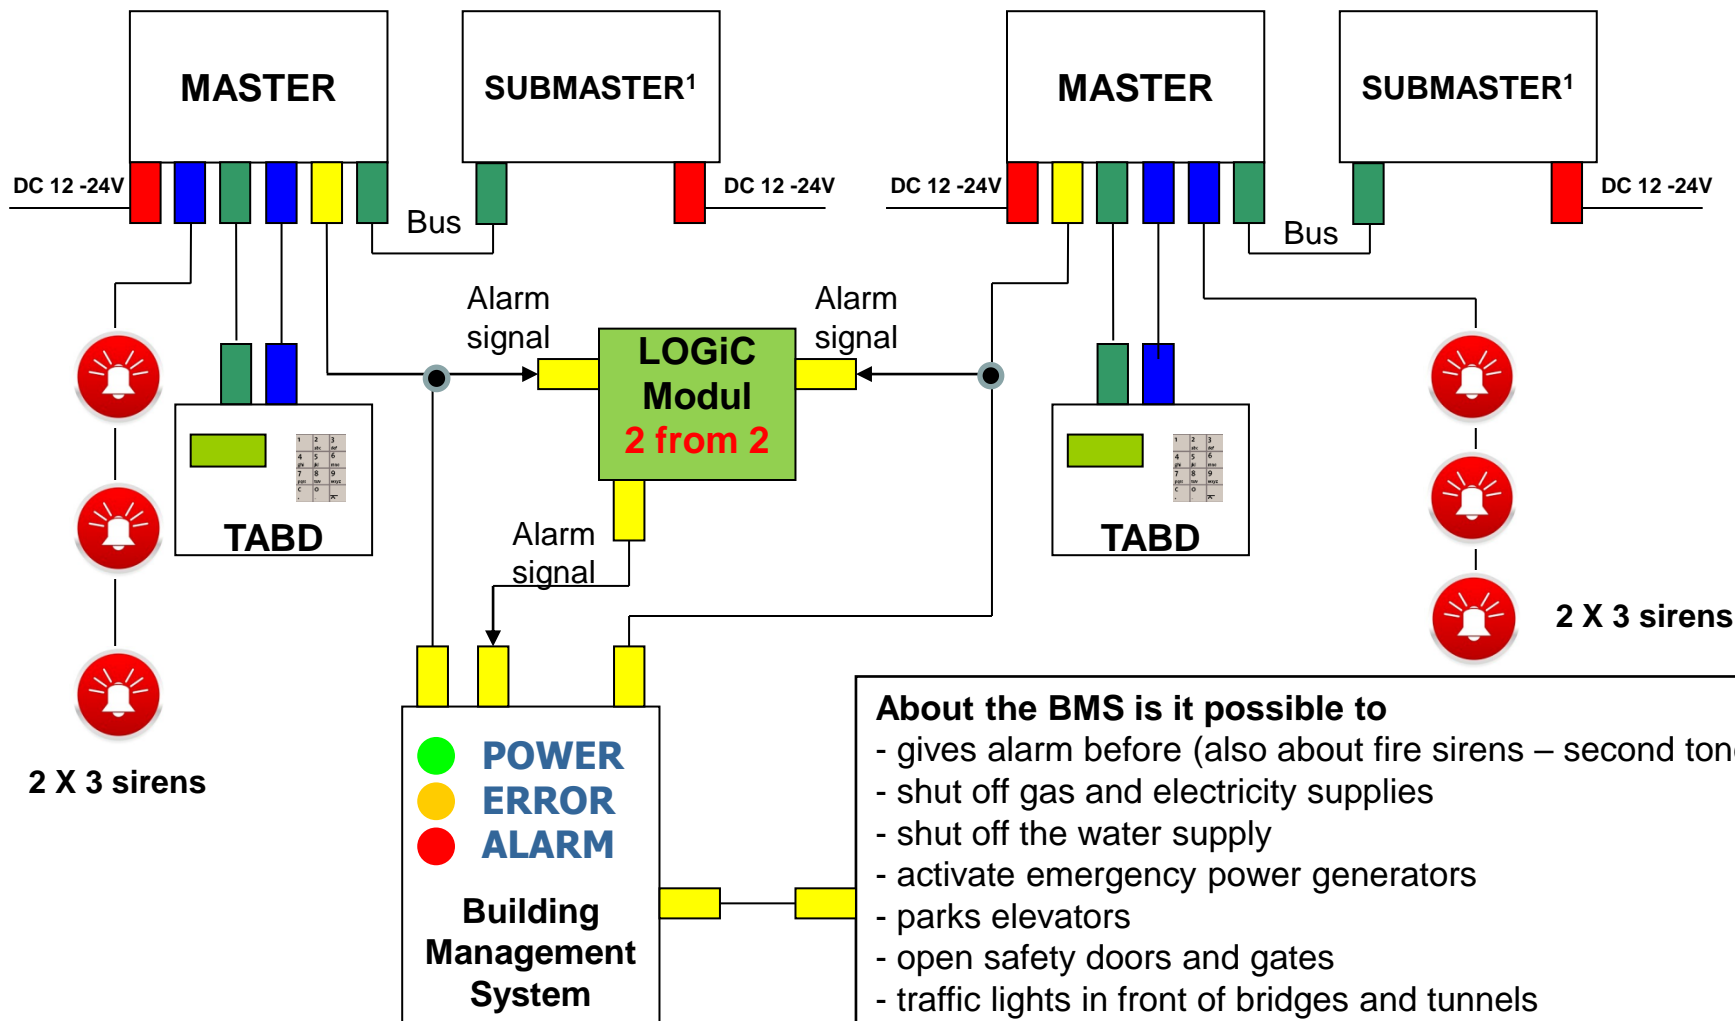 MASTER
SUBMASTER¹
MASTER
SUBMASTER¹
DC 12 -24V
DC 12 -24V
DC 12 -24V
DC 12 -24V
Bus
Bus
Alarm
signal
Alarm
signal
LOGiC
Modul
2 from 2
TABD
TABD
Alarm
signal
2 X 3 sirens
2 X 3 sirens
POWER
ERROR
ALARM
Building
Management
System
About the BMS is it possible to
- gives alarm before (also about fire sirens – second ton
- shut off gas and electricity supplies
- shut off the water supply
- activate emergency power generators
- parks elevators
- open safety doors and gates
- traffic lights in front of bridges and tunnels